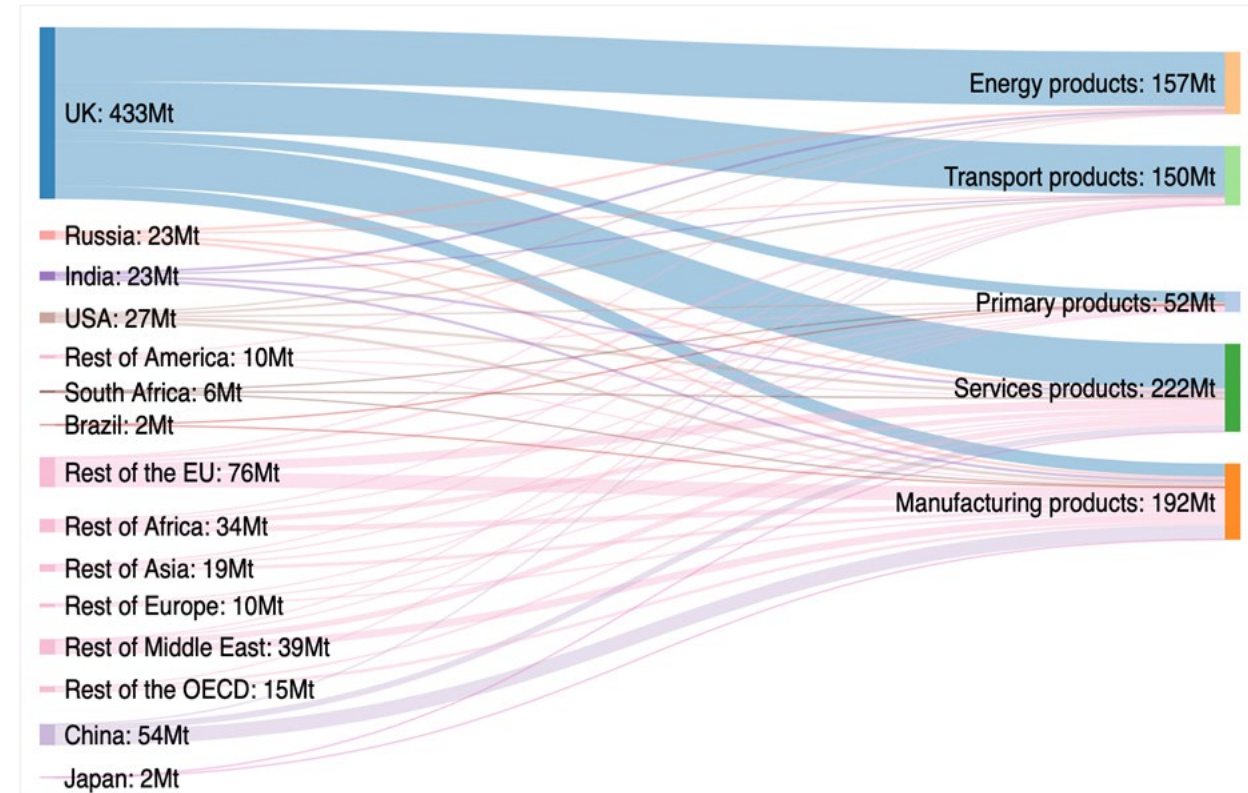 UK: 433Mt
Russia: 23Mt
India: 23Mt
USA: 27Mt
Rest of America: 10Mt
South Africa: 6Mt
Brazil: 2Mt
Rest of the EU: 76Mt
Rest of Africa: 34Mt
Rest of Asia: 19Mt
Rest of Europe: 10Mt
Rest of Middle East: 39Mt
Rest of the OECD: 15Mt
China: 54Mt
Japan: 2Mt
Energy products: 157Mt
Transport products: 150Mt
Primary products: 52Mt
Services products: 222Mt
Manufacturing products: 192Mt